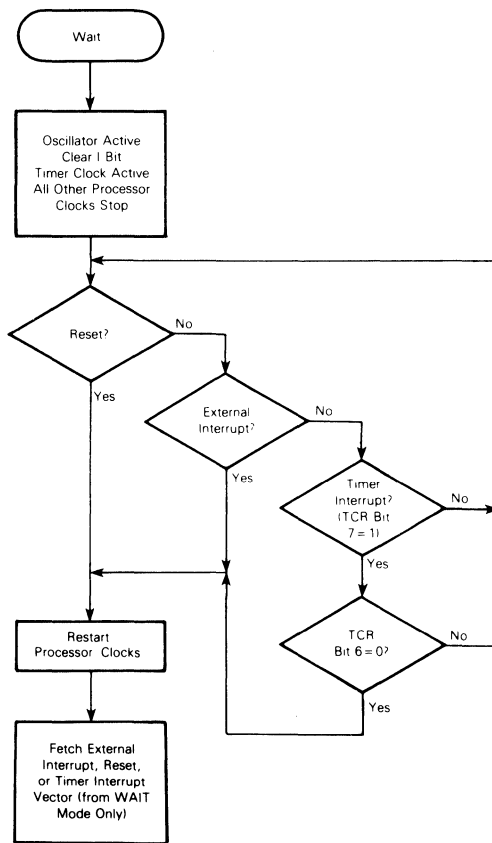 Wait
Oscillator Active
Clear I Bit
Timer Clock Active
All Other Processor
Clocks Stop
Reset?
No
Yes
External
Interrupt?
No
Yes
Timer
Interrupt?
(TCR Bit
7 = 1)
No
Yes
TCR
Bit 6 = 0?
No
Yes
Restart
Processor Clocks
Fetch External
Interrupt, Reset,
or Timer Interrupt
Vector (from WAIT
Mode Only)